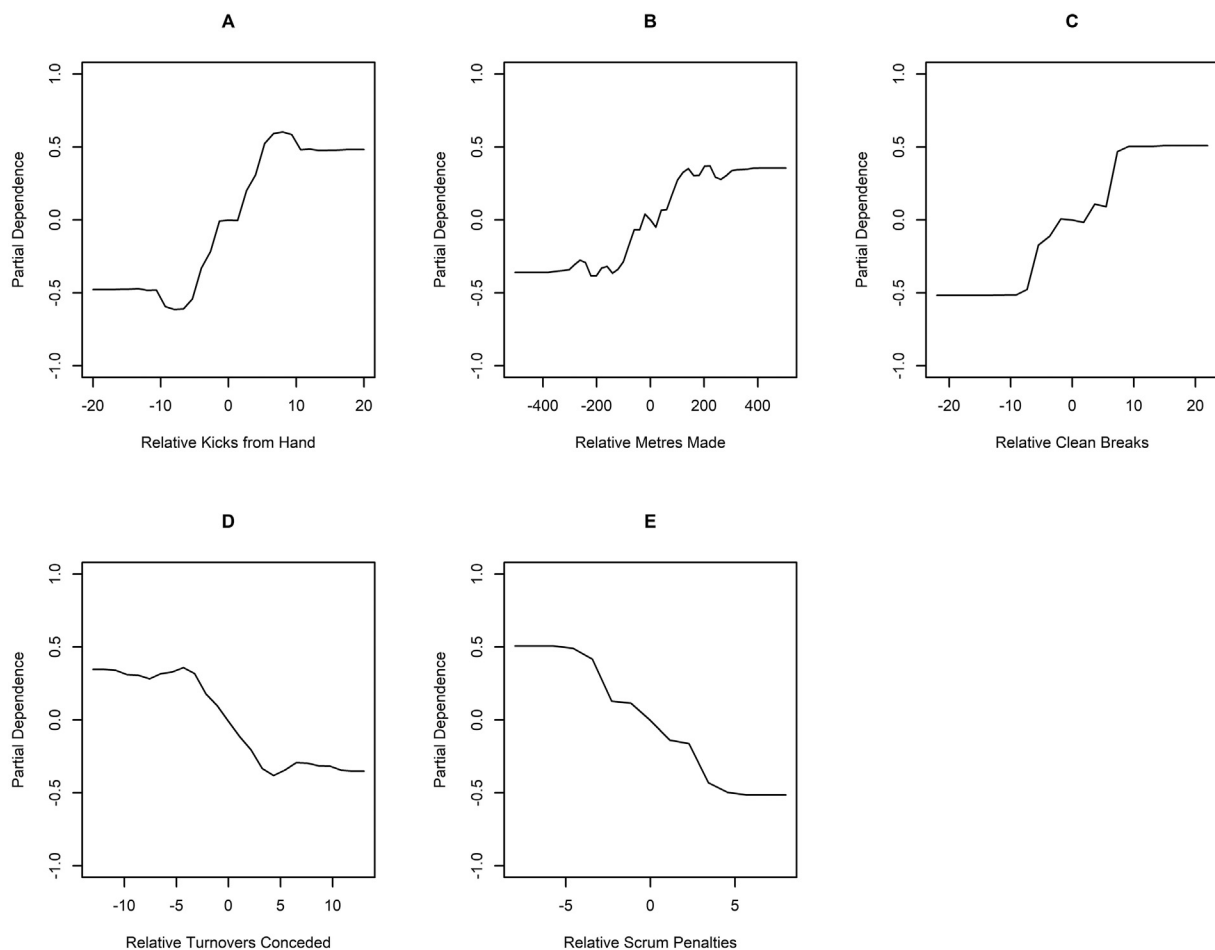 A
Partial Dependence
1.0
0.5
0.0
-0.5
-1.0
-20 -10 0 10 20
Relative Kicks from Hand
B
Partial Dependence
1.0
0.5
0.0
-0.5
-1.0
-400 -200 0 200 400
Relative Metres Made
C
Partial Dependence
1.0
0.5
0.0
-0.5
-1.0
-20 -10 0 10 20
Relative Clean Breaks
D
Partial Dependence
1.0
0.5
0.0
-0.5
-1.0
-10 -5 0 5 10
Relative Turnovers Conceded
E
Partial Dependence
1.0
0.5
0.0
-0.5
-1.0
-5 0 5
Relative Scrum Penalties